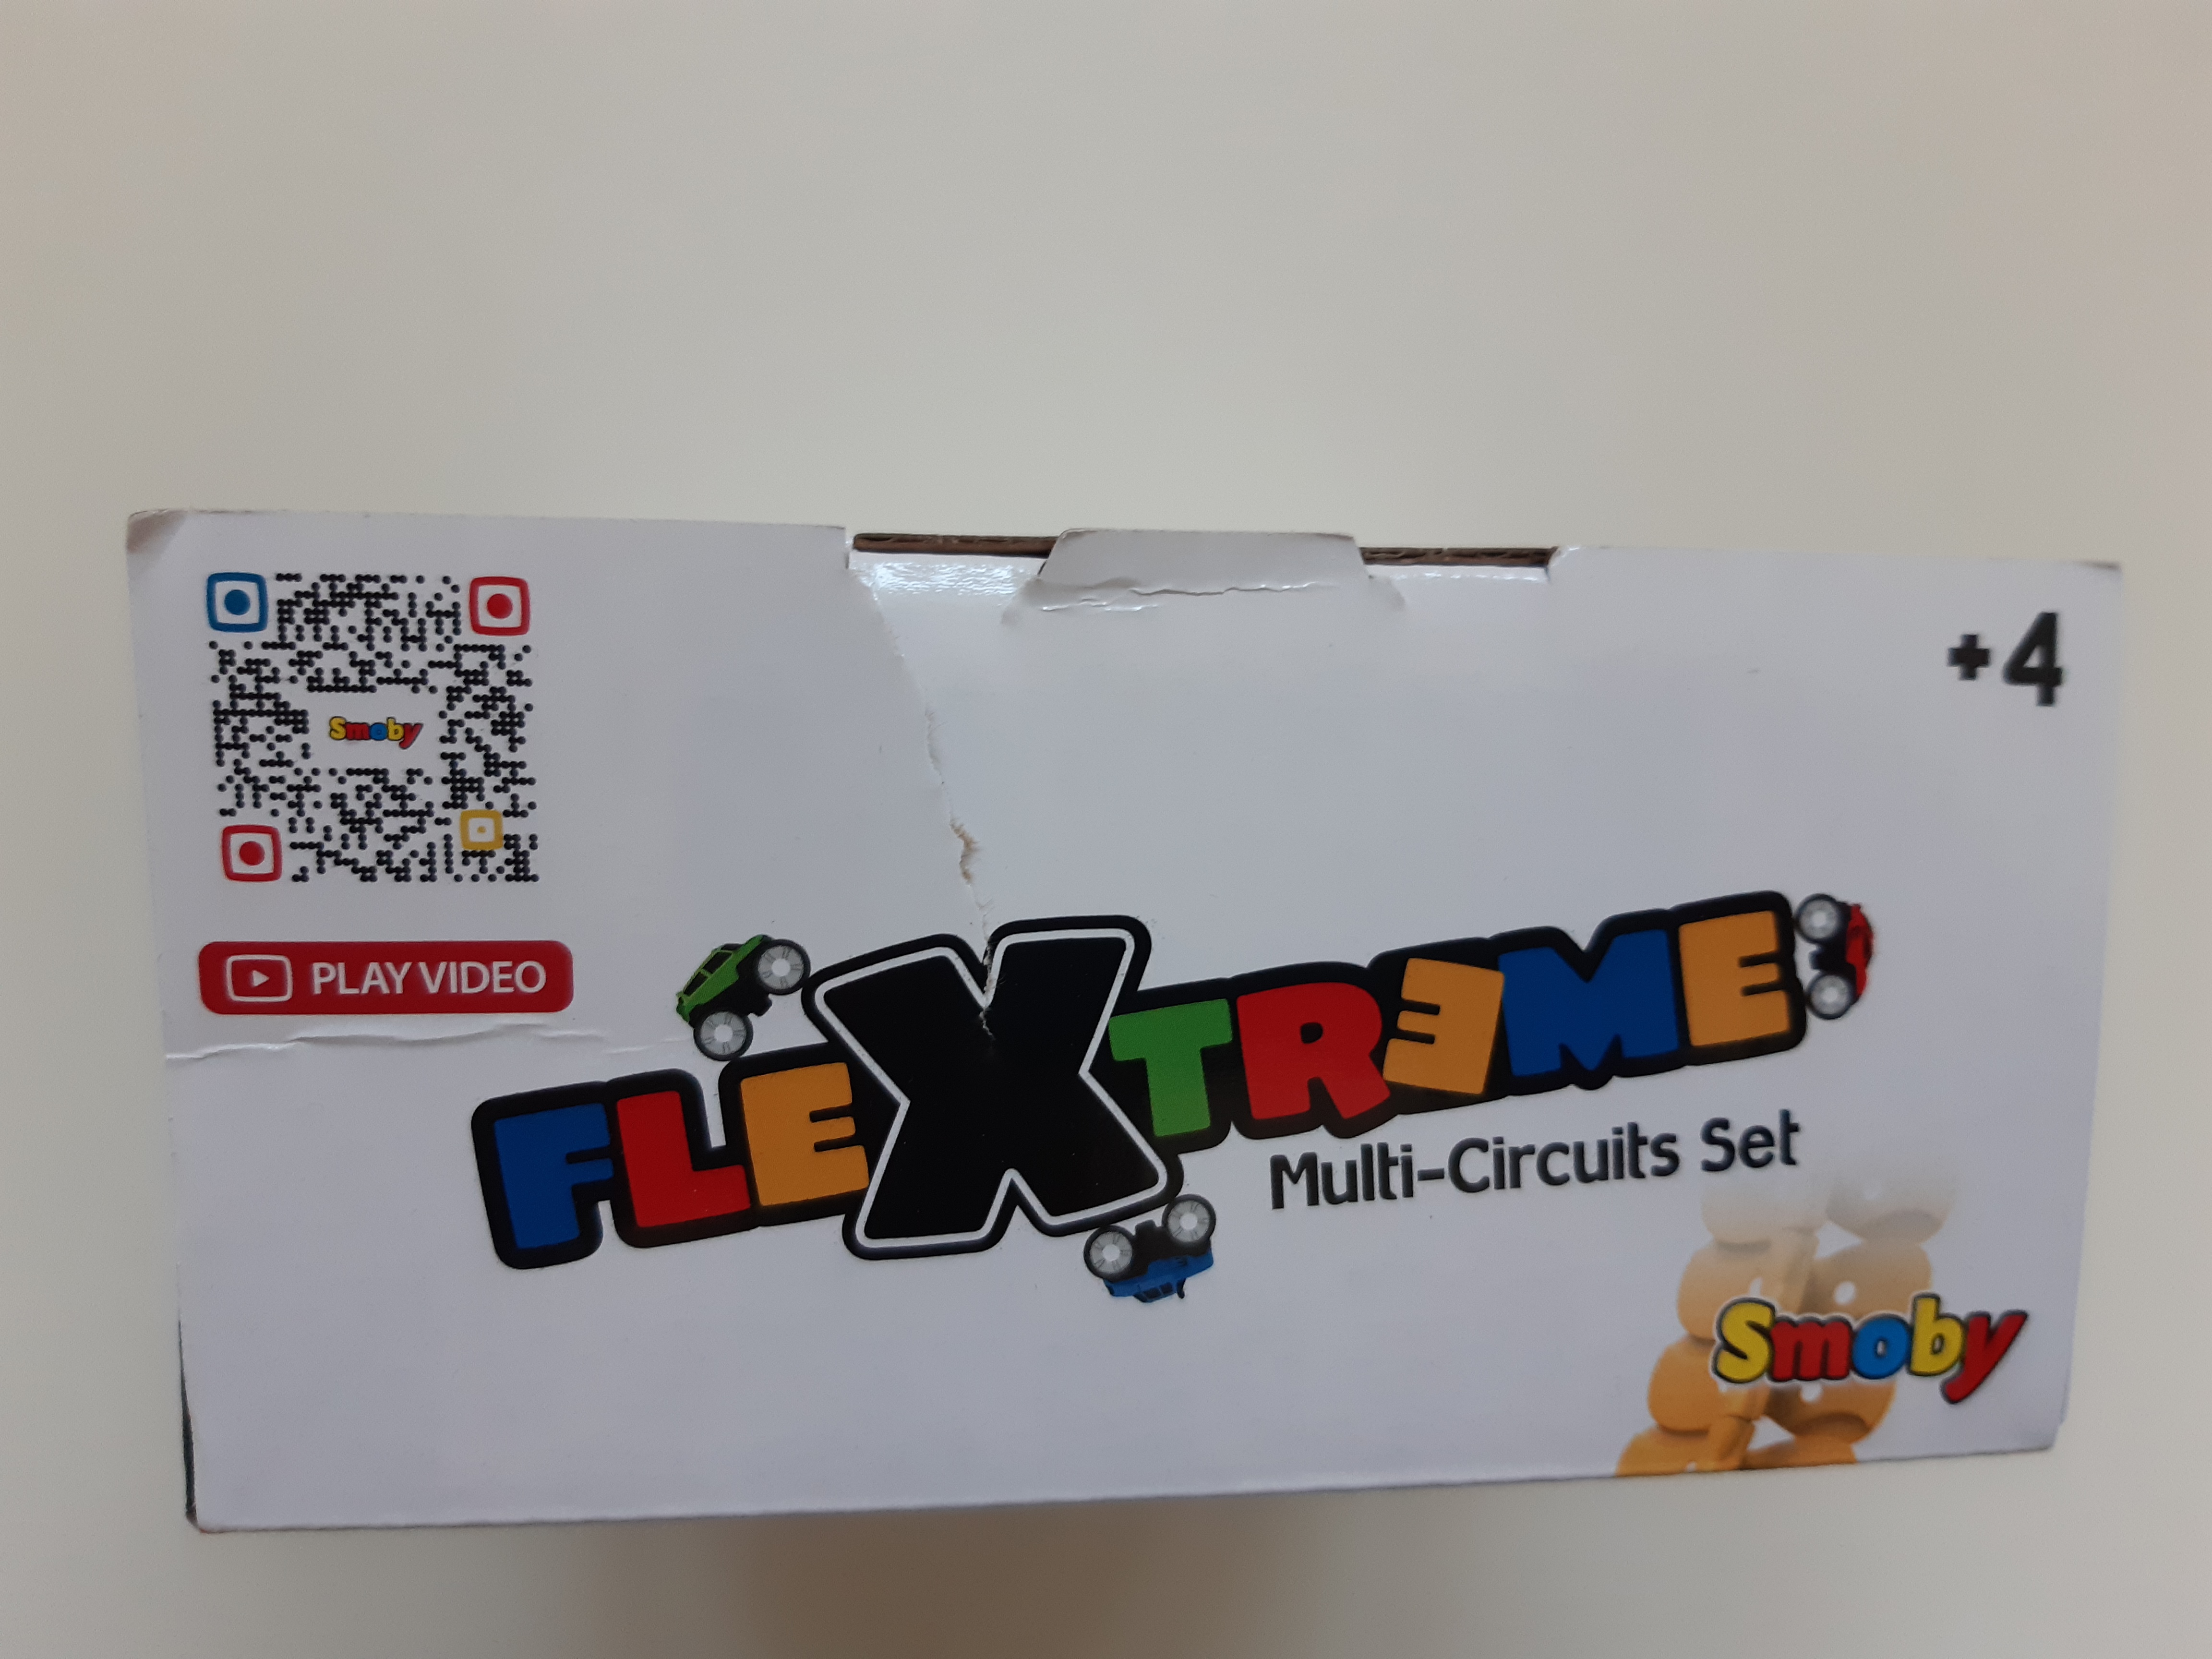 Smoby
+4
PLAY VIDEO
FLEXTREME
Multi-Circuits Set
Smoby